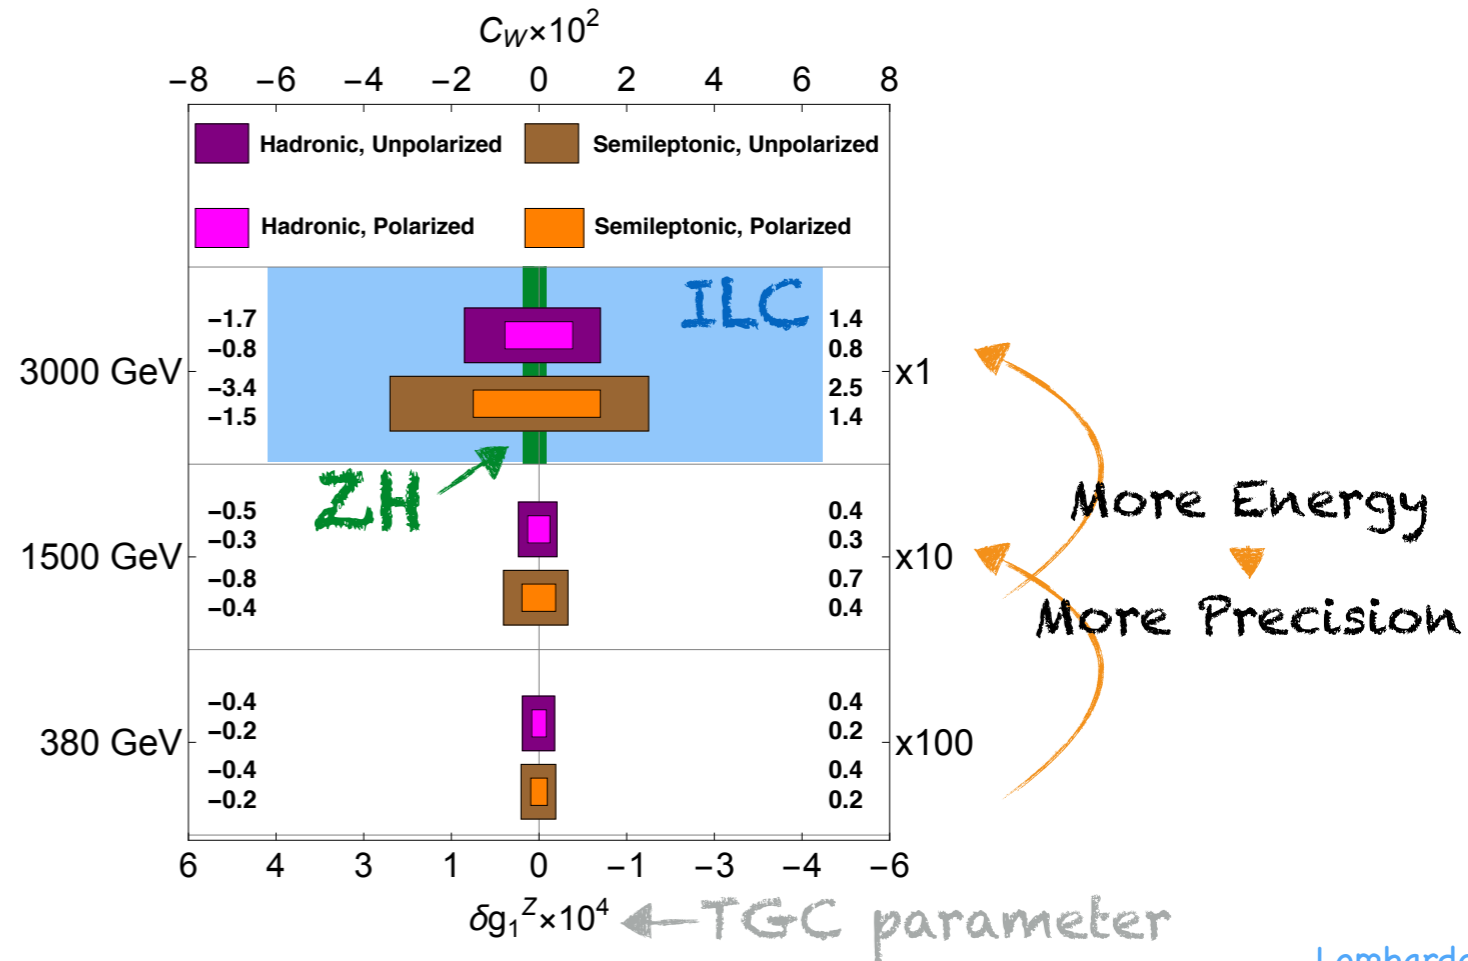 C_W×10^2
−8 −6 −4 −2 0 2 4 6 8
Hadronic, Unpolarized
Semileptonic, Unpolarized
Hadronic, Polarized
Semileptonic, Polarized
ILC
−1.7
−0.8
−3.4
−1.5
1.4
0.8
2.5
1.4
3000 GeV
x1
ZH
−0.5
−0.3
−0.8
−0.4
0.4
0.3
0.7
0.4
1500 GeV
x10
More Energy
More Precision
−0.4
−0.2
−0.4
−0.2
0.4
0.2
0.4
0.2
380 GeV
x100
6 4 3 1 0 −1 −3 −4 −6
δg_1^Z×10^4
TGC parameter